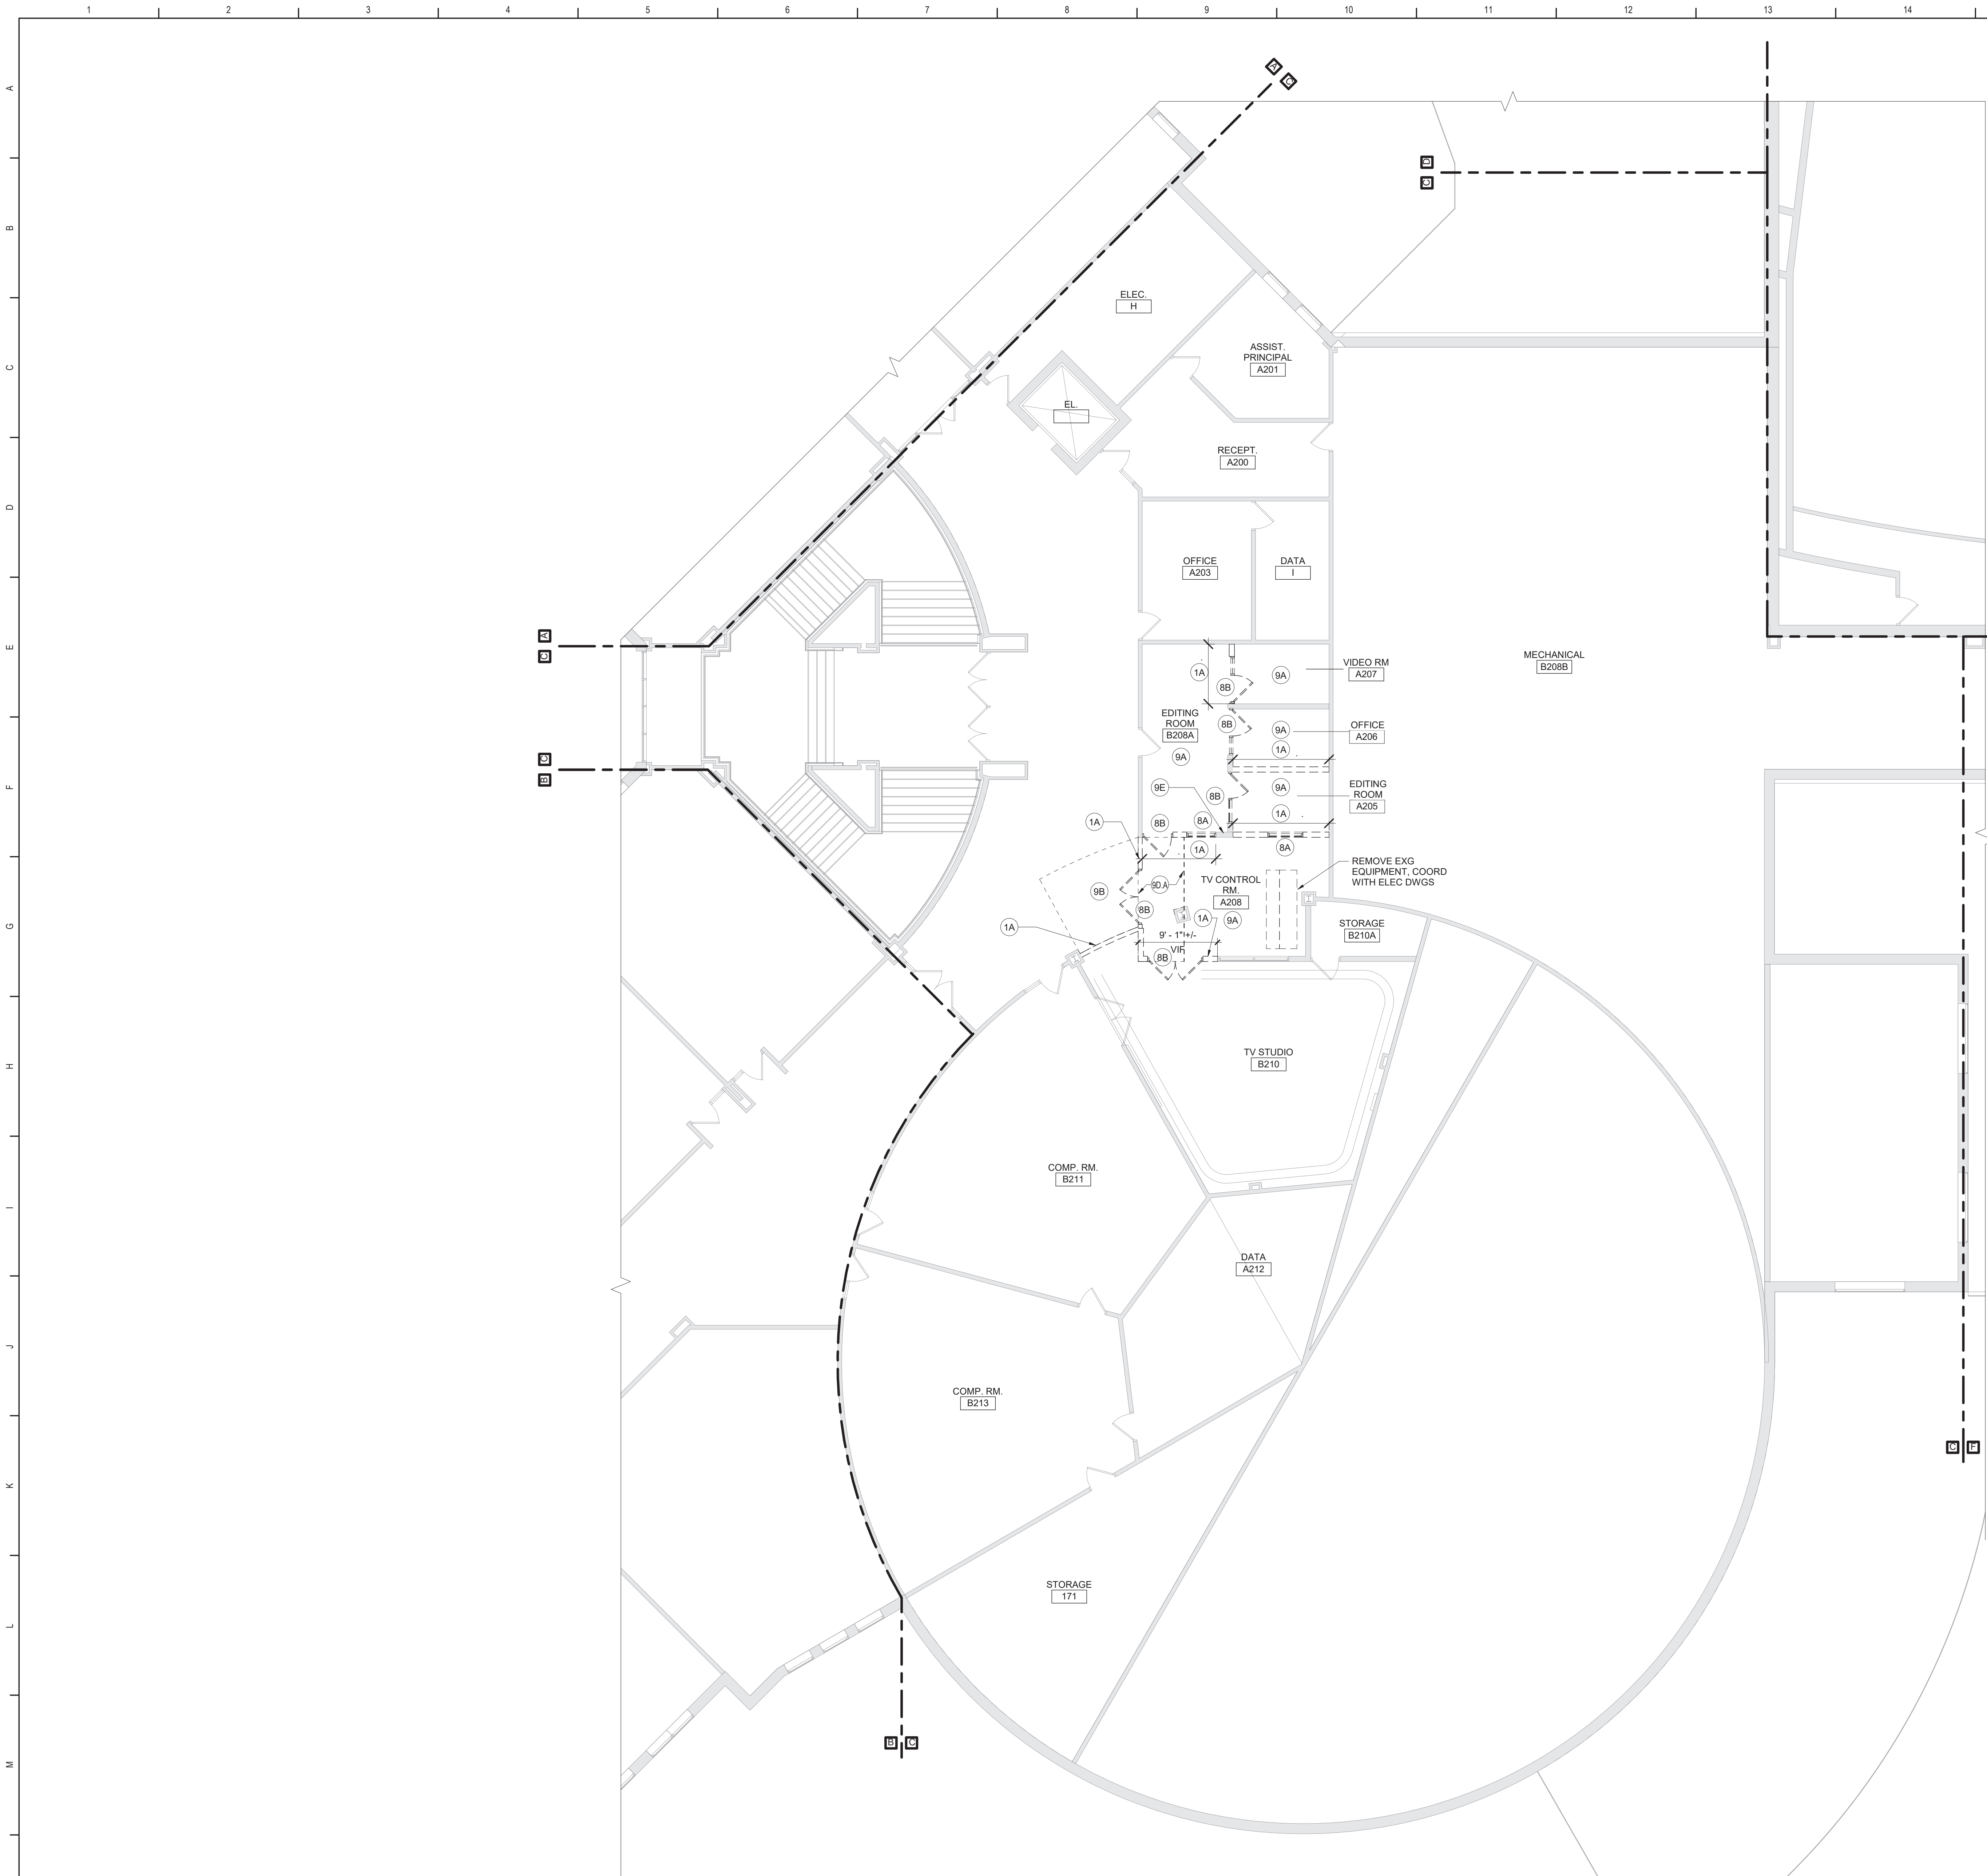 1 2 3 4 5 6 7 8 9 10 11 12 13 14
A
B
C
D
E
F
G
H
I
J
K
L
M
A
C
D
C
ELEC.
H
ASSIST.
PRINCIPAL
A201
EL.
RECEPT.
A200
OFFICE
A203
DATA
I
A
C
MECHANICAL
B208B
VIDEO RM
A207
1A
9A
8B
EDITING
ROOM
B208A
8B
9A
OFFICE
A206
1A
9A
C
B
9E
8B
9A
EDITING
ROOM
A205
1A
1A
8B
8A
1A
8A
REMOVE EXG
EQUIPMENT, COORD
WITH ELEC DWGS
9B
9D.A
TV CONTROL
RM.
A208
8B
1A
9A
1A
STORAGE
B210A
9' - 1" +/-
VIF
8B
TV STUDIO
B210
COMP. RM.
B211
DATA
A212
COMP. RM.
B213
C
F
STORAGE
171
B
C